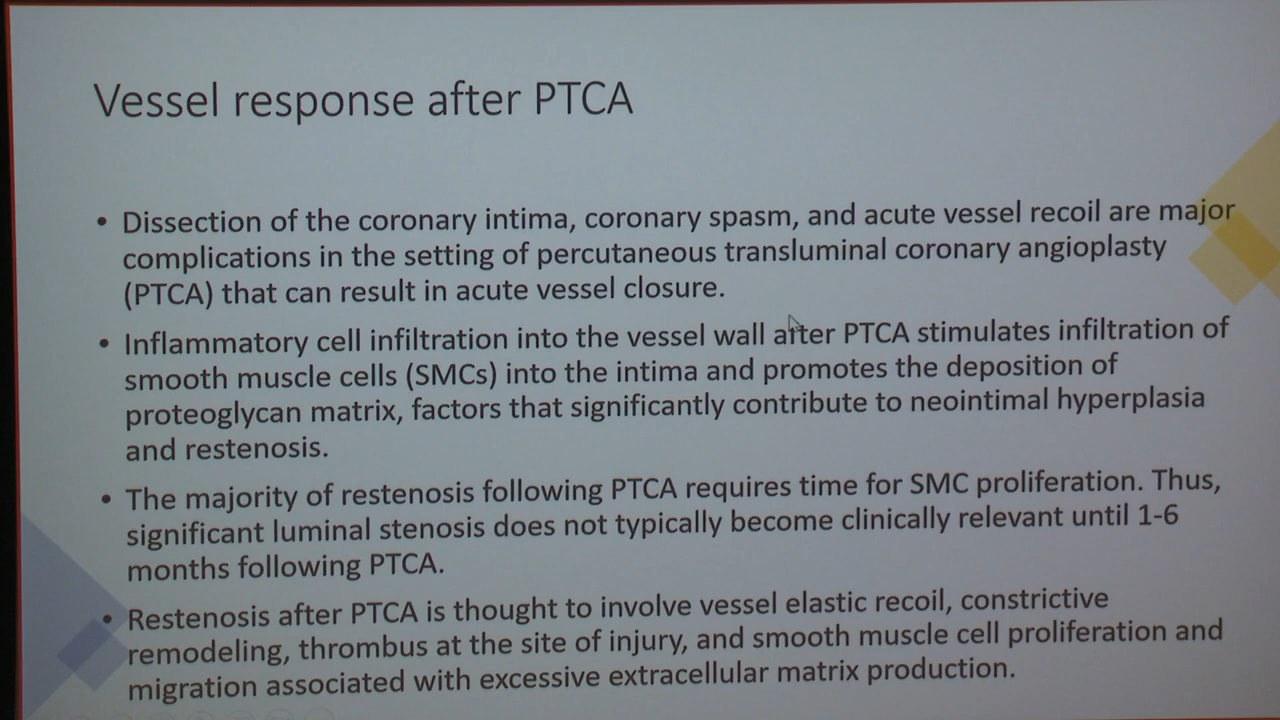 Vessel response after PTCA
• Dissection of the coronary intima, coronary spasm, and acute vessel recoil are major
complications in the setting of percutaneous transluminal coronary angioplasty
(PTCA) that can result in acute vessel closure.
• Inflammatory cell infiltration into the vessel wall after PTCA stimulates infiltration of
smooth muscle cells (SMCs) into the intima and promotes the deposition of
proteoglycan matrix, factors that significantly contribute to neointimal hyperplasia
and restenosis.
• The majority of restenosis following PTCA requires time for SMC proliferation. Thus,
significant luminal stenosis does not typically become clinically relevant until 1-6
months following PTCA.
• Restenosis after PTCA is thought to involve vessel elastic recoil, constrictive
remodeling, thrombus at the site of injury, and smooth muscle cell proliferation and
migration associated with excessive extracellular matrix production.